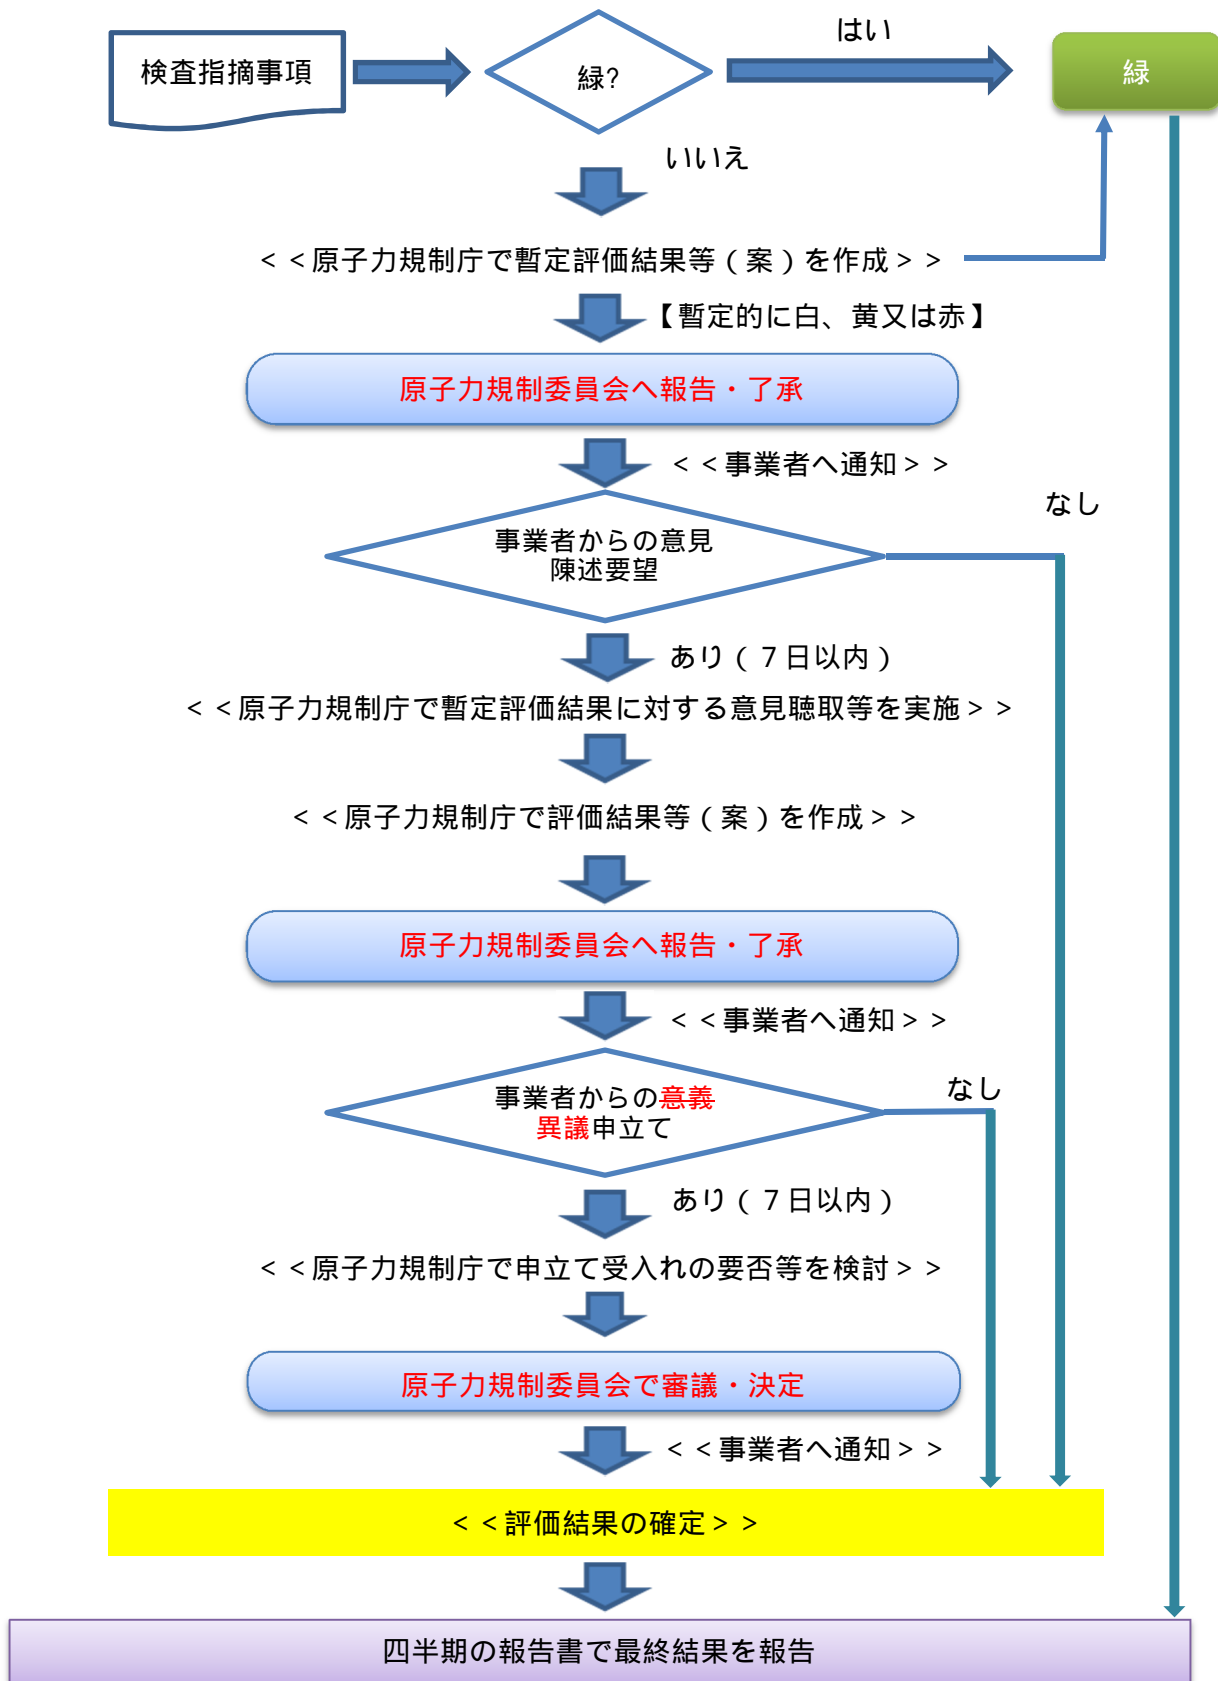 検査指摘事項
緑?
はい
緑
いいえ
＜＜原子力規制庁で暫定評価結果等（案）を作成＞＞
【暫定的に白、黄又は赤】
原子力規制委員会へ報告・了承
＜＜事業者へ通知＞＞
なし
事業者からの意見
陳述要望
あり（７日以内）
＜＜原子力規制庁で暫定評価結果に対する意見聴取等を実施＞＞
＜＜原子力規制庁で評価結果等（案）を作成＞＞
原子力規制委員会へ報告・了承
＜＜事業者へ通知＞＞
なし
事業者からの意義
異議申立て
あり（７日以内）
＜＜原子力規制庁で申立て受入れの要否等を検討＞＞
原子力規制委員会で審議・決定
＜＜事業者へ通知＞＞
＜＜評価結果の確定＞＞
四半期の報告書で最終結果を報告